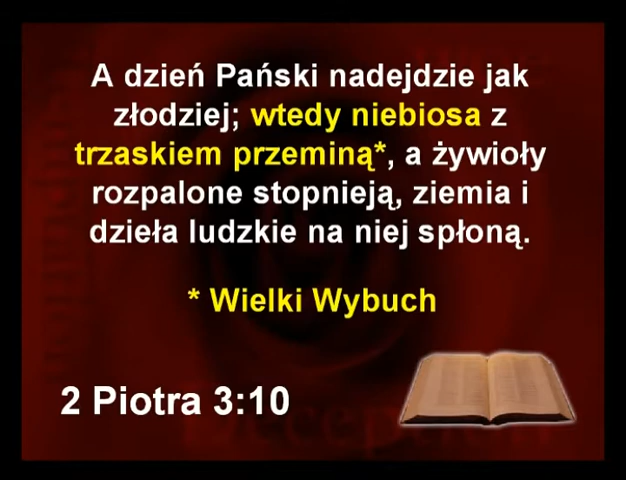 A dzień Pański nadejdzie jak
złodziej; wtedy niebiosa z
trzaskiem przeminą*, a żywioły
rozpalone stopnieją, ziemia i
dzieła ludzkie na niej spłoną.
* Wielki Wybuch
2 Piotra 3:10